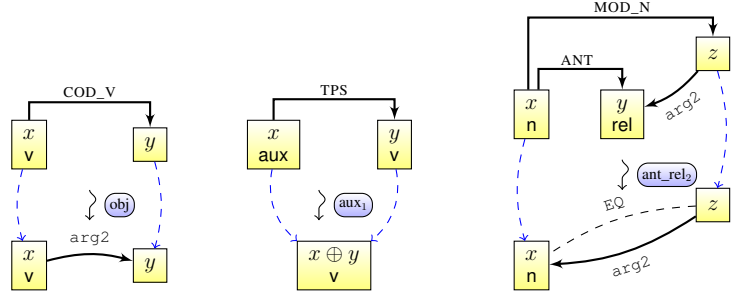 COD_V
x
v
y
obj
arg2
x
v
y
TPS
x
aux
y
v
aux₁
x ⊕ y
v
MOD_N
z
ANT
x
n
y
rel
arg2
ant_rel₂
EQ
z
x
n
arg2